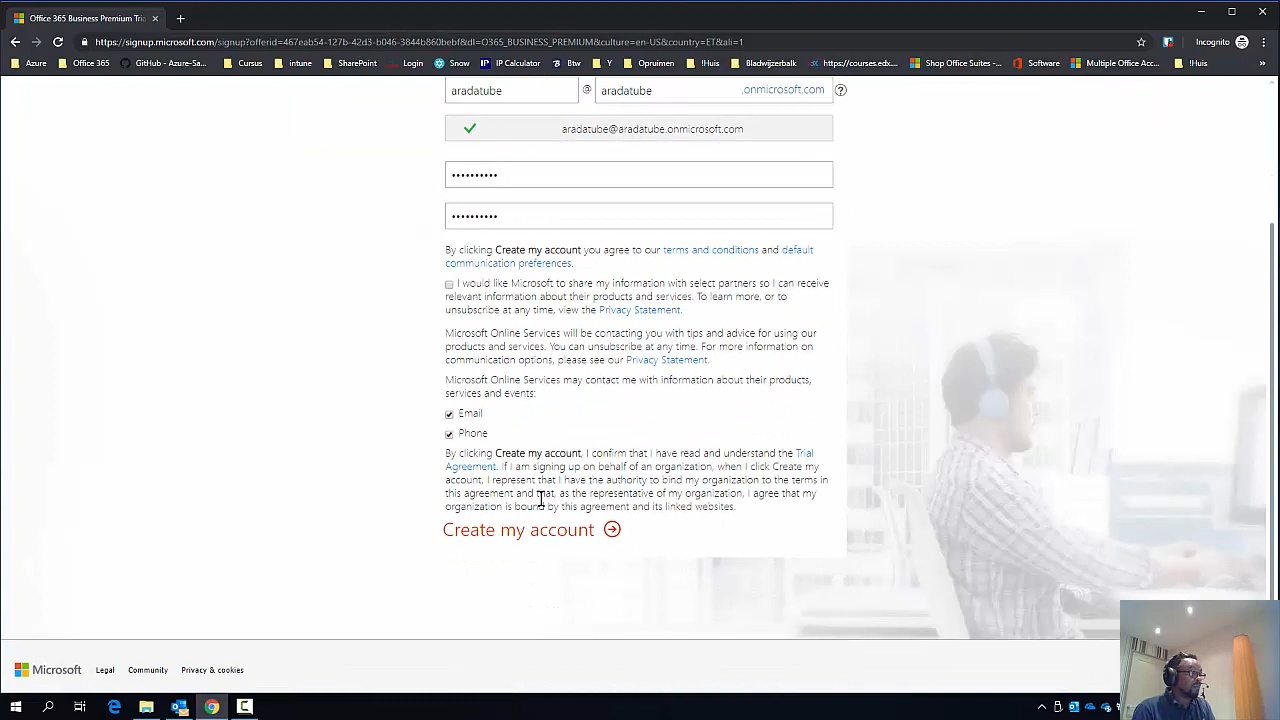 Office 365 Business Premium Tria
https://signup.microsoft.com/signup?offerid=467eab54-127b-42d3-b046-3844b860bebf&dl=O365_BUSINESS_PREMIUM&culture=en-US&country=ET&ali=1
Incognito
Azure
Office 365
GitHub - Azure-Sa...
Cursus
intune
SharePoint
Login
Snow
IP Calculator
Btw
Y
Opruimen
!Huis
Bladwijzerbalk
https://courses.edx...
Shop Office Suites -...
Software
Multiple Office Acc...
!Huis
»
aradatube @ aradatube .onmicrosoft.com ?
aradatube@aradatube.onmicrosoft.com
••••••••••
••••••••••
By clicking Create my account you agree to our terms and conditions and default
communication preferences.
I would like Microsoft to share my information with select partners so I can receive
relevant information about their products and services. To learn more, or to
unsubscribe at any time, view the Privacy Statement.
Microsoft Online Services will be contacting you with tips and advice for using our
products and services. You can unsubscribe at any time. For more information on
communication options, please see our Privacy Statement.
Microsoft Online Services may contact me with information about their products,
services and events:
Email
Phone
By clicking Create my account, I confirm that I have read and understand the Trial
Agreement. If I am signing up on behalf of an organization, when I click Create my
account, I represent that I have the authority to bind my organization to the terms in
this agreement and that, as the representative of my organization, I agree that my
organization is bound by this agreement and its linked websites.
Create my account
Microsoft Legal Community Privacy & cookies